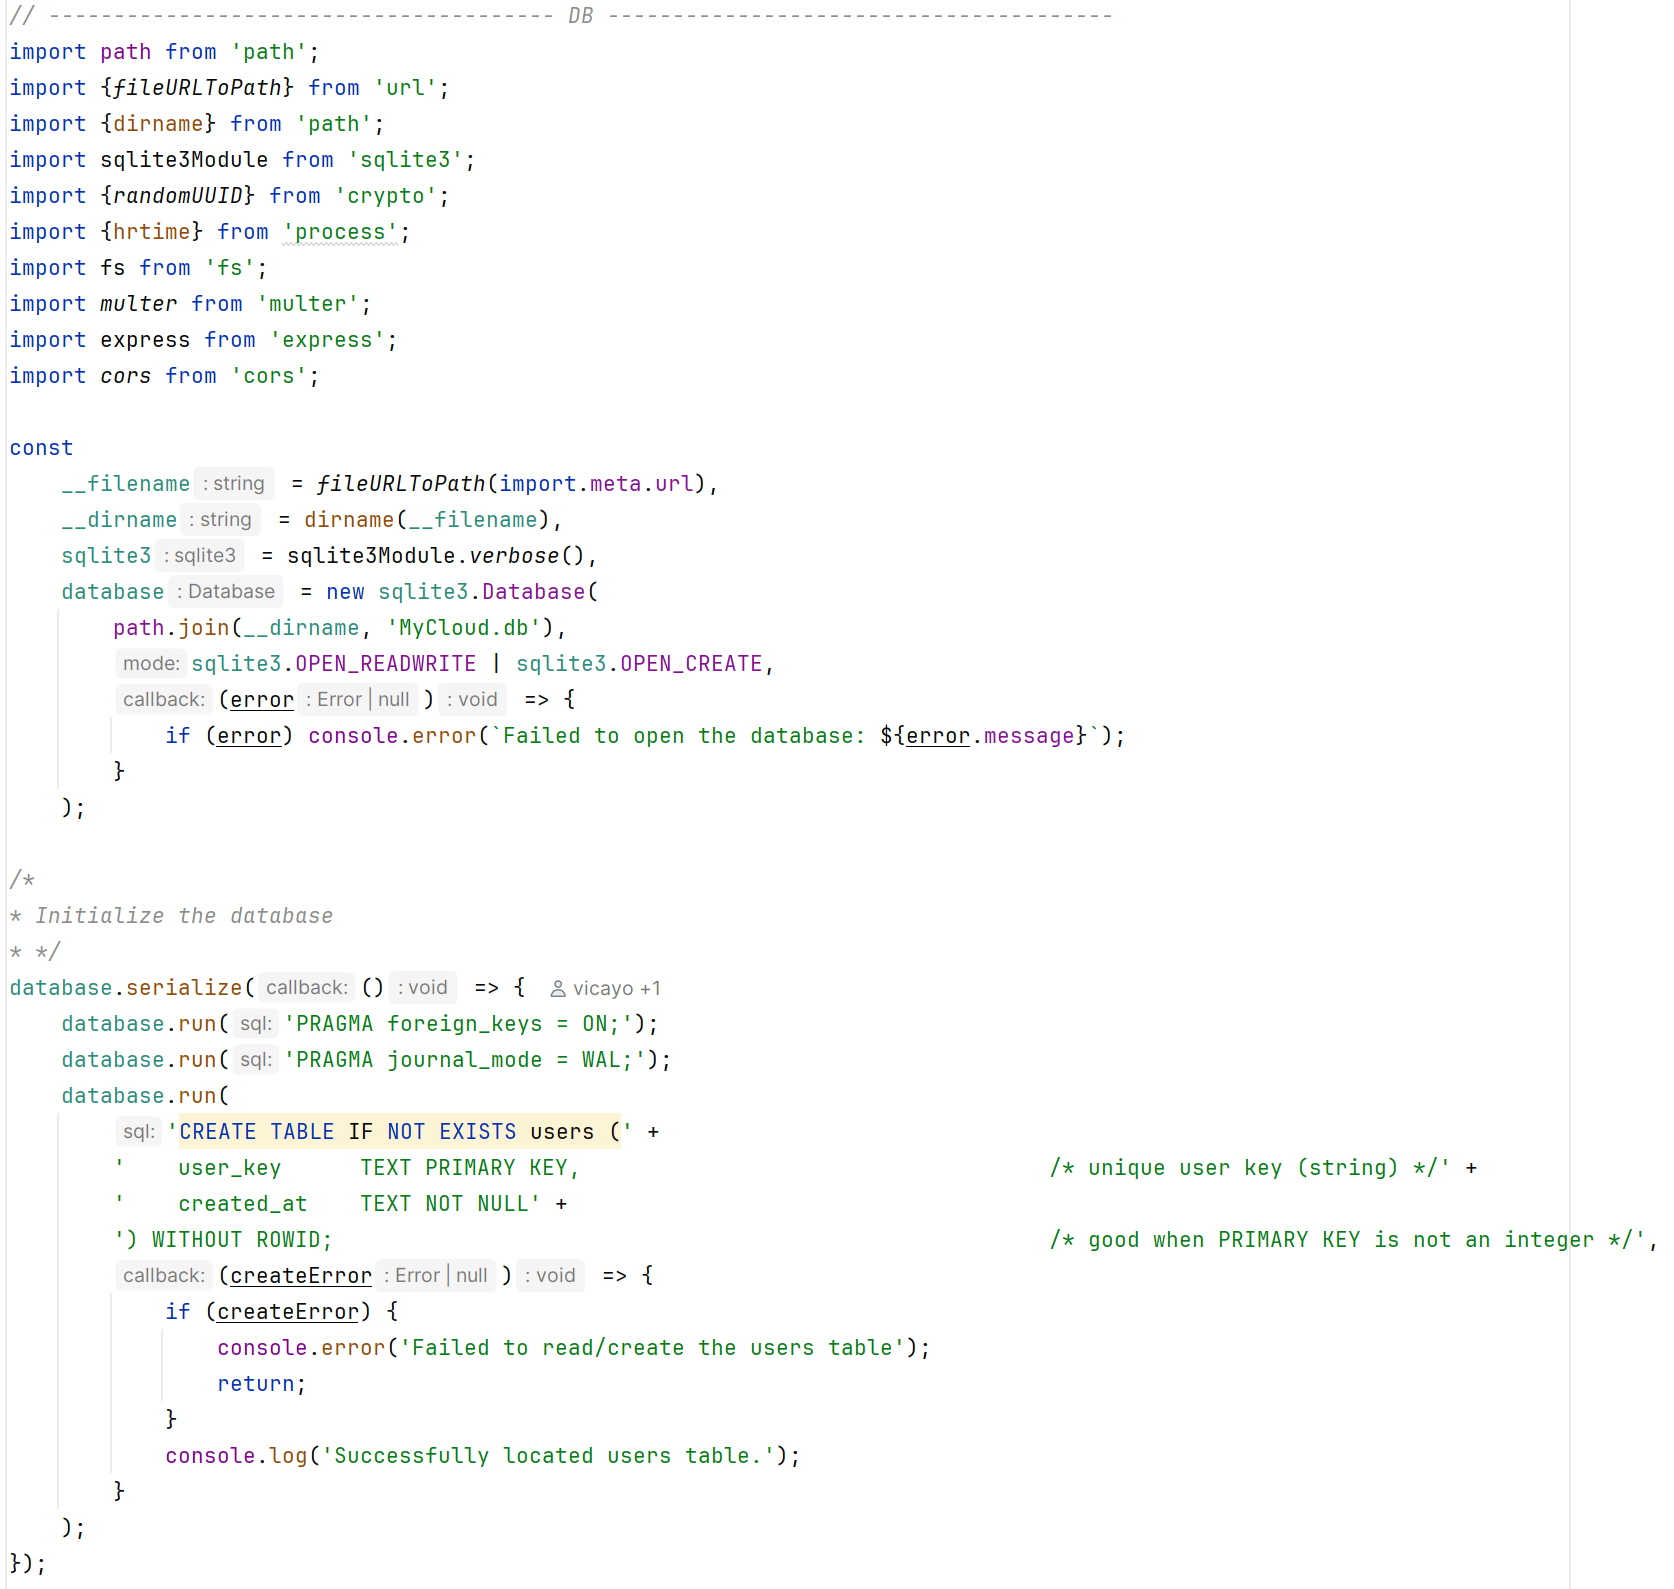 // --------------------------------------- DB ---------------------------------------
import path from 'path';
import {fileURLToPath} from 'url';
import {dirname} from 'path';
import sqlite3Module from 'sqlite3';
import {randomUUID} from 'crypto';
import {hrtime} from 'process';
import fs from 'fs';
import multer from 'multer';
import express from 'express';
import cors from 'cors';

const
    __filename : string = fileURLToPath(import.meta.url),
    __dirname : string = dirname(__filename),
    sqlite3 : sqlite3 = sqlite3Module.verbose(),
    database : Database = new sqlite3.Database(
        path.join(__dirname, 'MyCloud.db'),
        mode: sqlite3.OPEN_READWRITE | sqlite3.OPEN_CREATE,
        callback: (error : Error | null ) : void => {
            if (error) console.error(`Failed to open the database: ${error.message}`);
        }
    );

/*
* Initialize the database
* */
database.serialize( callback: () : void => { vicayo +1
    database.run( sql: 'PRAGMA foreign_keys = ON;');
    database.run( sql: 'PRAGMA journal_mode = WAL;');
    database.run(
        sql: 'CREATE TABLE IF NOT EXISTS users (' +
        '    user_key      TEXT PRIMARY KEY,                                    /* unique user key (string) */' +
        '    created_at    TEXT NOT NULL' +
        ') WITHOUT ROWID;                                                       /* good when PRIMARY KEY is not an integer */',
        callback: (createError : Error | null ) : void => {
            if (createError) {
                console.error('Failed to read/create the users table');
                return;
            }
            console.log('Successfully located users table.');
        }
    );
});